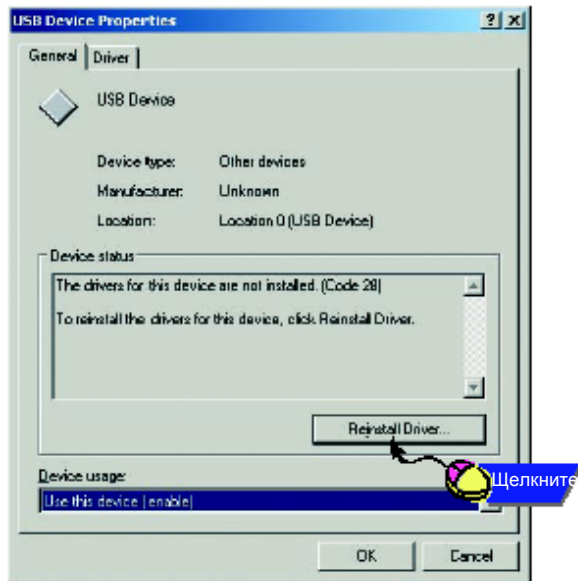 USB Device Properties
General Driver
USB Device
Device type: Other devices
Manufacturer: Unknown
Location: Location 0 (USB Device)
Device status
The drivers for this device are not installed. (Code 28)
To reinstall the drivers for this device, click Reinstall Driver.
Reinstall Driver...
Щелкните
Device usage:
Use this device (enable)
OK Cancel